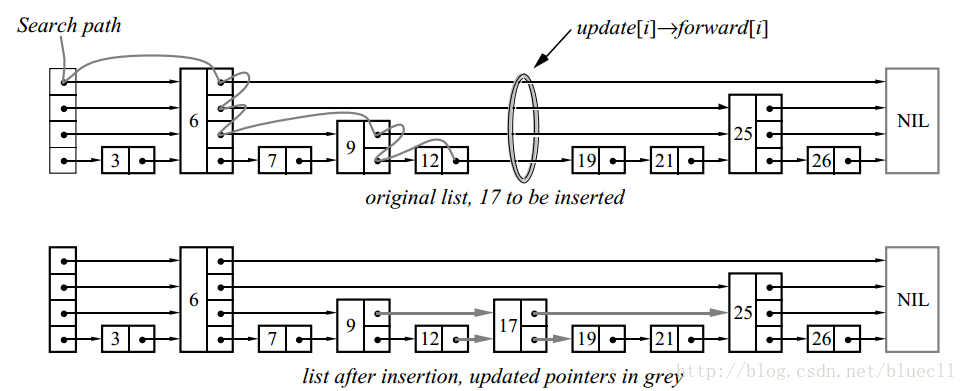 Search path
update[i]→forward[i]
6
NIL
25
9
3
7
12
19
21
26
original list, 17 to be inserted
6
NIL
25
9
17
3
7
12
19
21
26
http://blog.csdn.net/bluecll
list after insertion, updated pointers in grey